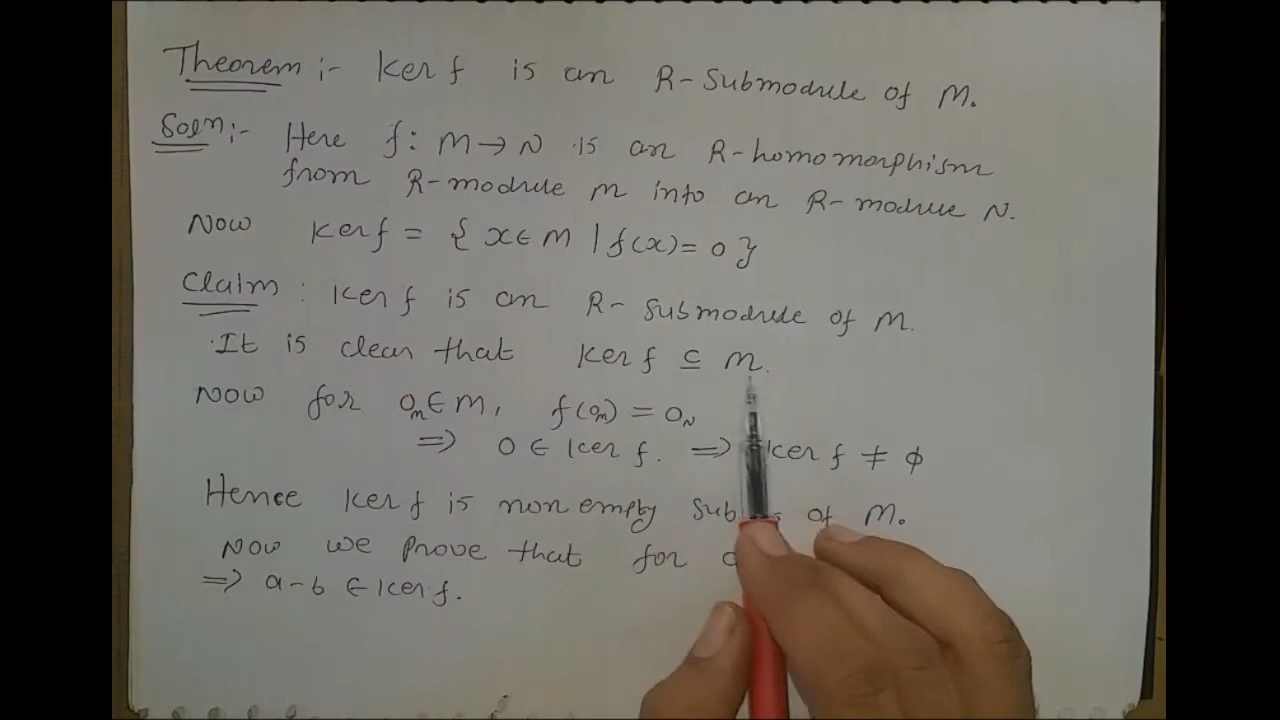 Theorem :- Ker f is an R-Submodule of M.
Soln :- Here f : M → N is an R-homomorphism
from R-module M into an R-module N.
Now Ker f = { x ∈ M | f(x) = 0 }
Claim : Ker f is an R-submodule of M.
It is clear that Ker f ⊆ M.
Now for 0ₘ ∈ M, f(0ₘ) = 0_N
⇒ 0 ∈ Ker f. ⇒ Ker f ≠ ϕ
Hence Ker f is non empty of M.
Now we prove that for
⇒ a-b ∈ Ker f.